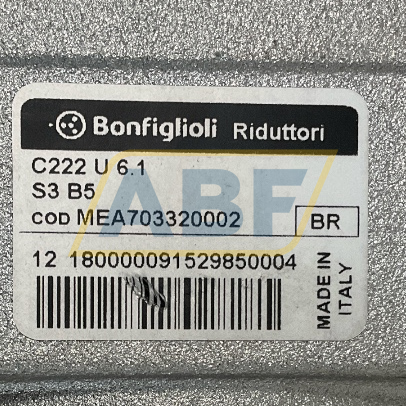 Bonfiglioli Riduttori
C222 U 6.1
S3 B5
COD MEA703320002
BR
12 180000091529850004
MADE IN
ITALY
ABF